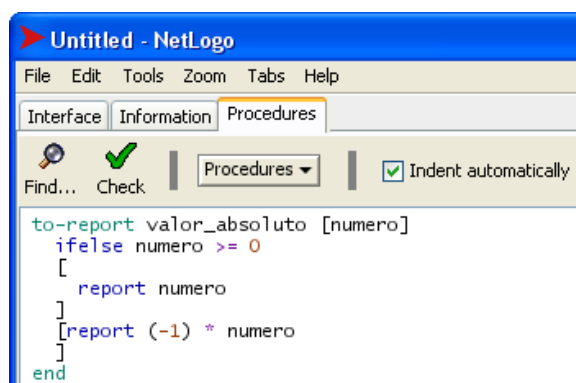 Untitled - NetLogo
File Edit Tools Zoom Tabs Help
Interface Information Procedures
Find... Check Procedures Indent automatically
to-report valor_absoluto [numero]
ifelse numero >= 0
[
report numero
]
[report (-1) * numero
]
end